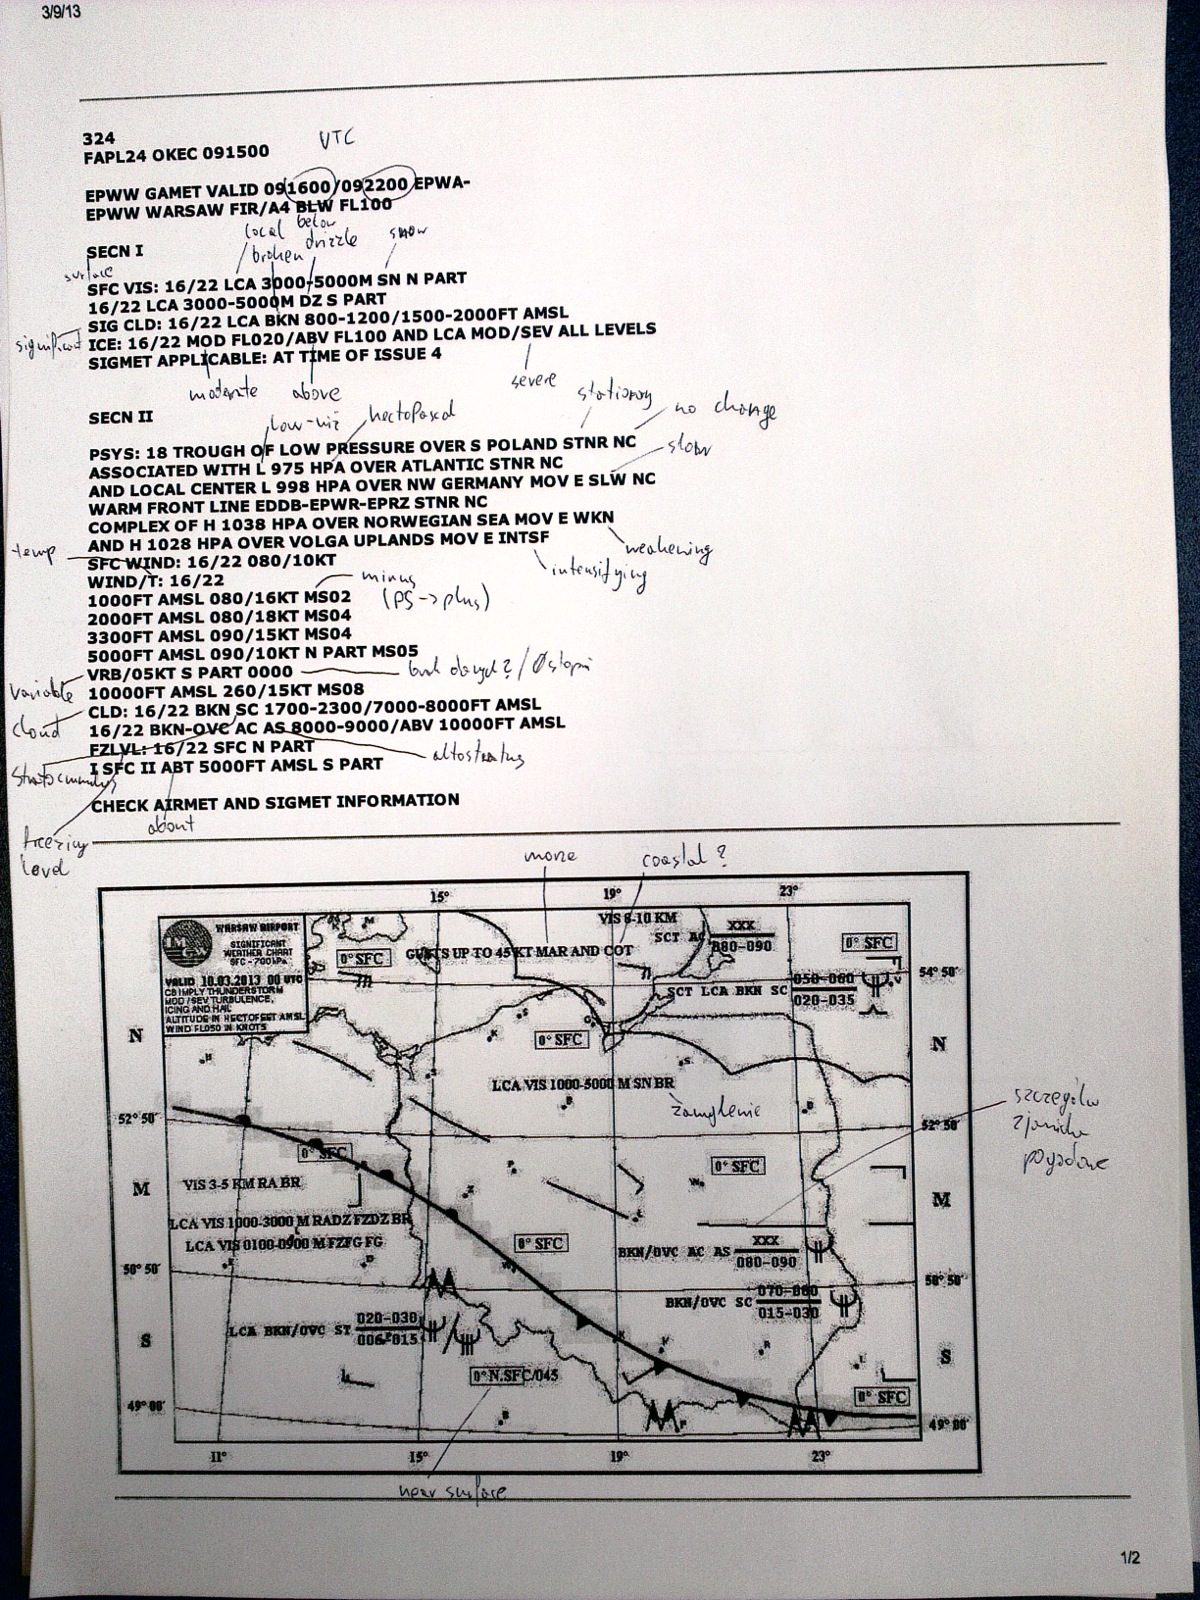 3/9/13
324
UTC
FAPL24 OKEC 091500
EPWW GAMET VALID 091600/092200 EPWA-
EPWW WARSAW FIR/A4 BLW FL100
local below
SECN I
broken drizzle snow
surface
SFC VIS: 16/22 LCA 3000-5000M SN N PART
16/22 LCA 3000-5000M DZ S PART
SIG CLD: 16/22 LCA BKN 800-1200/1500-2000FT AMSL
significant
ICE: 16/22 MOD FL020/ABV FL100 AND LCA MOD/SEV ALL LEVELS
SIGMET APPLICABLE: AT TIME OF ISSUE 4
moderate above severe
stationary no change
SECN II
low-niż hectopascal
PSYS: 18 TROUGH OF LOW PRESSURE OVER S POLAND STNR NC
slow
ASSOCIATED WITH L 975 HPA OVER ATLANTIC STNR NC
AND LOCAL CENTER L 998 HPA OVER NW GERMANY MOV E SLW NC
WARM FRONT LINE EDDB-EPWR-EPRZ STNR NC
COMPLEX OF H 1038 HPA OVER NORWEGIAN SEA MOV E WKN
AND H 1028 HPA OVER VOLGA UPLANDS MOV E INTSF
weakening
temp
SFC WIND: 16/22 080/10KT
intensifying
WIND/T: 16/22
minus
1000FT AMSL 080/16KT MS02
(PS -> plus)
2000FT AMSL 080/18KT MS04
3300FT AMSL 090/15KT MS04
5000FT AMSL 090/10KT N PART MS05
VRB/05KT S PART 0000
brak danych? / 0 stopni
variable
10000FT AMSL 260/15KT MS08
CLD: 16/22 BKN SC 1700-2300/7000-8000FT AMSL
cloud
16/22 BKN-OVC AC AS 8000-9000/ABV 10000FT AMSL
FZLVL: 16/22 SFC N PART
altostratus
stratocumulus
I SFC II ABT 5000FT AMSL S PART
CHECK AIRMET AND SIGMET INFORMATION
about
freezing
level
morze coastal ?
15° 19° 23°
WARSAW AIRPORT
SIGNIFICANT
WEATHER CHART
SFC - 700 hPa
VALID 10.03.2013 00 UTC
CB IMPLY THUNDERSTORM
MOD/SEV TURBULENCE,
ICING AND HAIL
ALTITUDE IN HECTOFEET AMSL
WIND FL050 IN KNOTS
VIS 8-10 KM
SCT AC XXX
080-090
0° SFC
GUSTS UP TO 45 KT MAR AND COT
0° SFC
54° 50'
SCT LCA BKN SC 050-060
020-035
N
0° SFC
N
LCA VIS 1000-5000 M SN BR
zamglenie
52° 50'
52° 50'
szczegóły
zjawiska
pogodowe
0° SFC
0° SFC
M
VIS 3-5 KM RA BR
M
LCA VIS 1000-3000 M RADZ FZDZ BR
LCA VIS 0100-0900 M FZFG FG
0° SFC
BKN/OVC AC AS XXX
080-090
50° 50'
50° 50'
BKN/OVC SC 070-080
015-030
LCA BKN/OVC ST 020-030
006-015
S
S
0° N.SFC/045
0° SFC
49° 00'
49° 00'
11° 15° 19° 23°
near surface
1/2